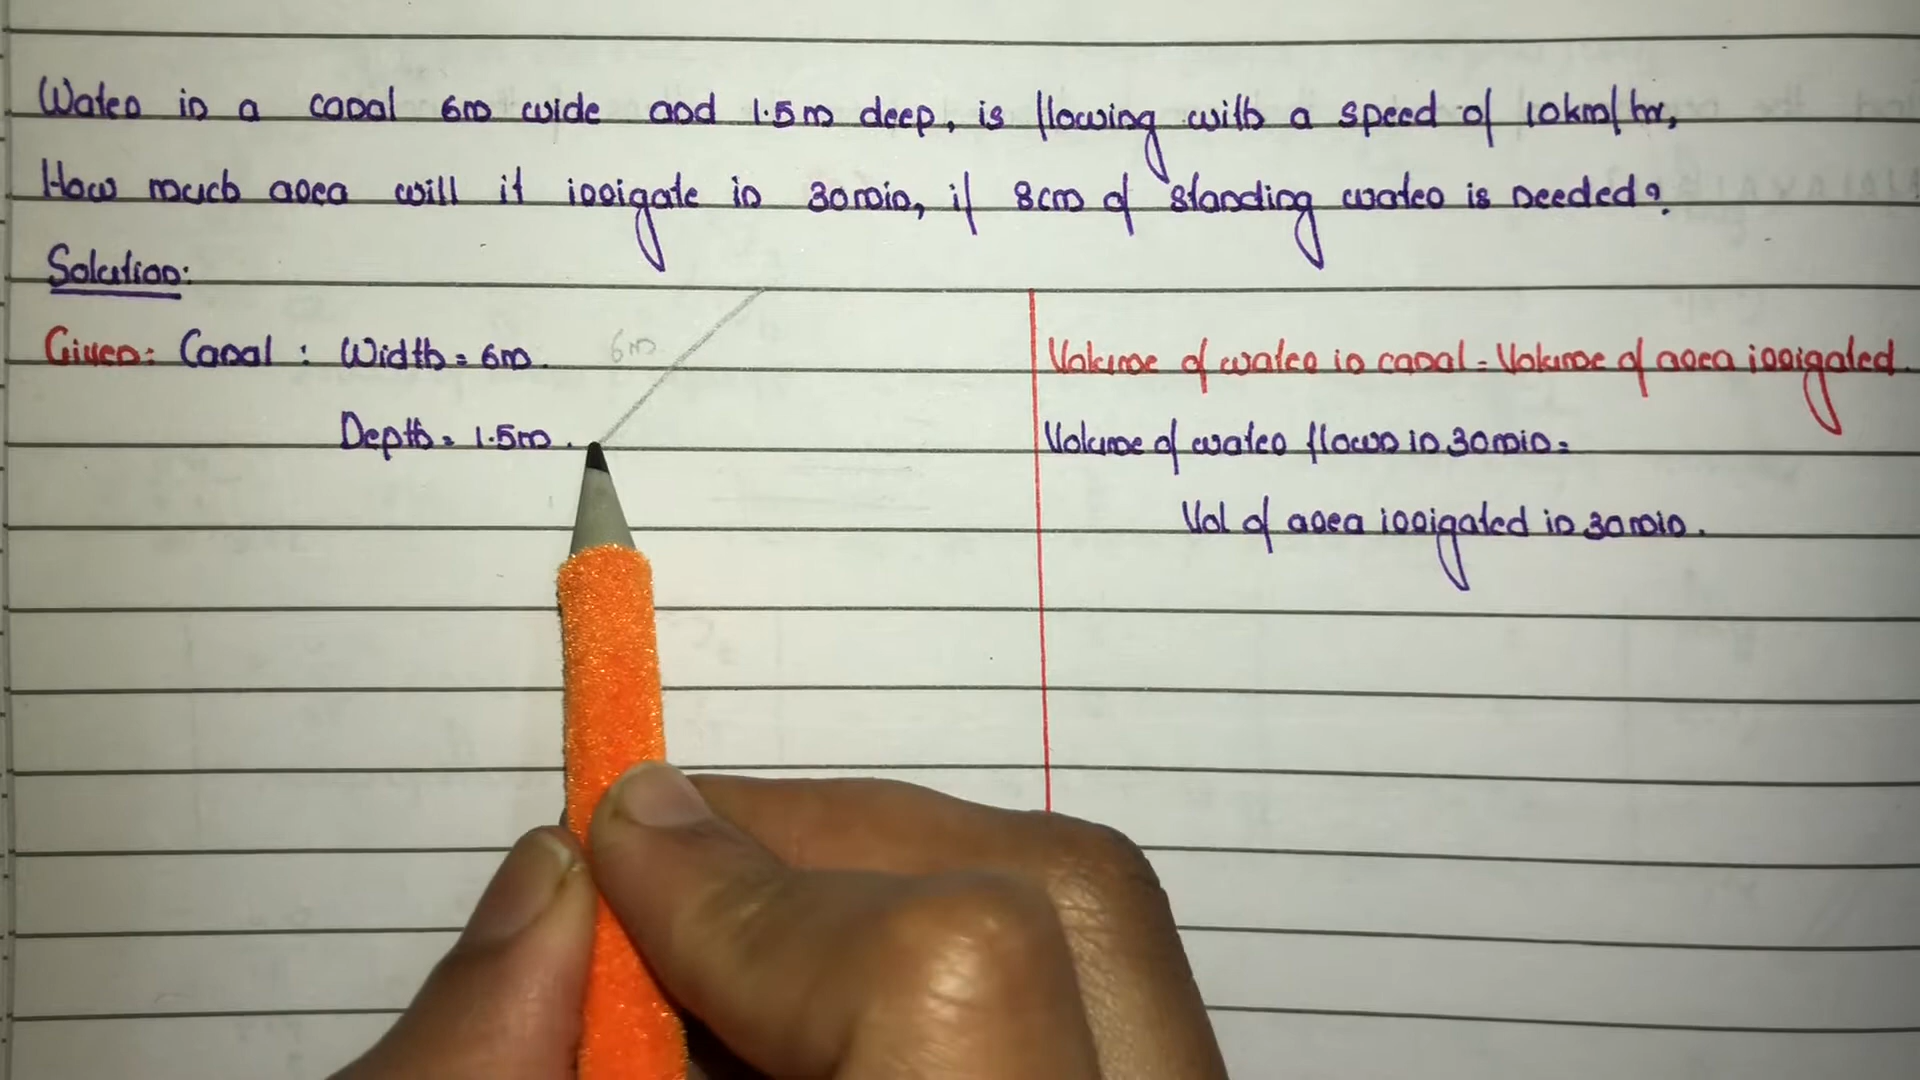 Water in a canal 6m wide and 1.5m deep, is flowing with a speed of 10km/hr,
How much area will it irrigate in 30min, if 8cm of standing water is needed?
Solution:
Given: Canal : Width = 6m.
6m
Depth = 1.5m.
Volume of water in canal = Volume of area irrigated.
Volume of water flows in 30min =
Vol of area irrigated in 30min.